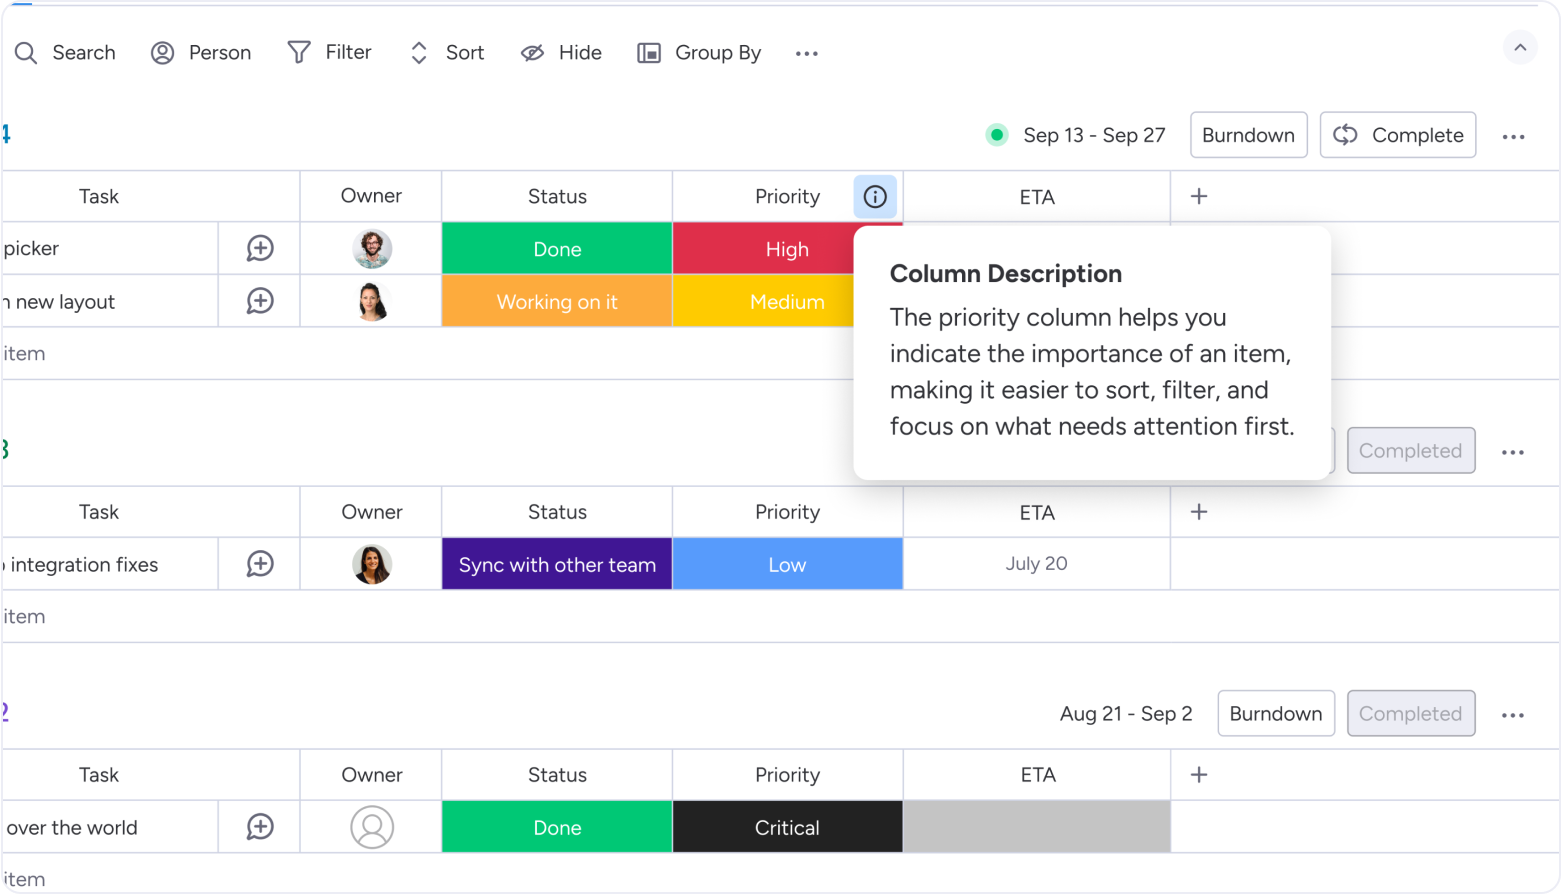 Search Person Filter Sort Hide Group By
4 Sep 13 - Sep 27 Burndown Complete
Task Owner Status Priority ETA
picker Done High
new layout Working on it Medium
item
Column Description
The priority column helps you
indicate the importance of an item,
making it easier to sort, filter, and
focus on what needs attention first.
3 Completed
Task Owner Status Priority ETA
integration fixes Sync with other team Low July 20
item
2 Aug 21 - Sep 2 Burndown Completed
Task Owner Status Priority ETA
over the world Done Critical
item